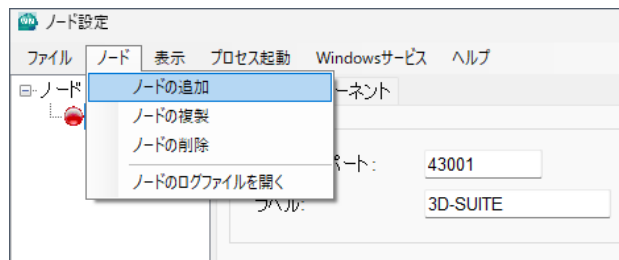 ノード設定
ファイル ノード 表示 プロセス起動 Windowsサービス ヘルプ
ノード
ノードの追加
ノードの複製
ノードの削除
ノードのログファイルを開く
ーネント
ポート: 43001
ラベル: 3D-SUITE